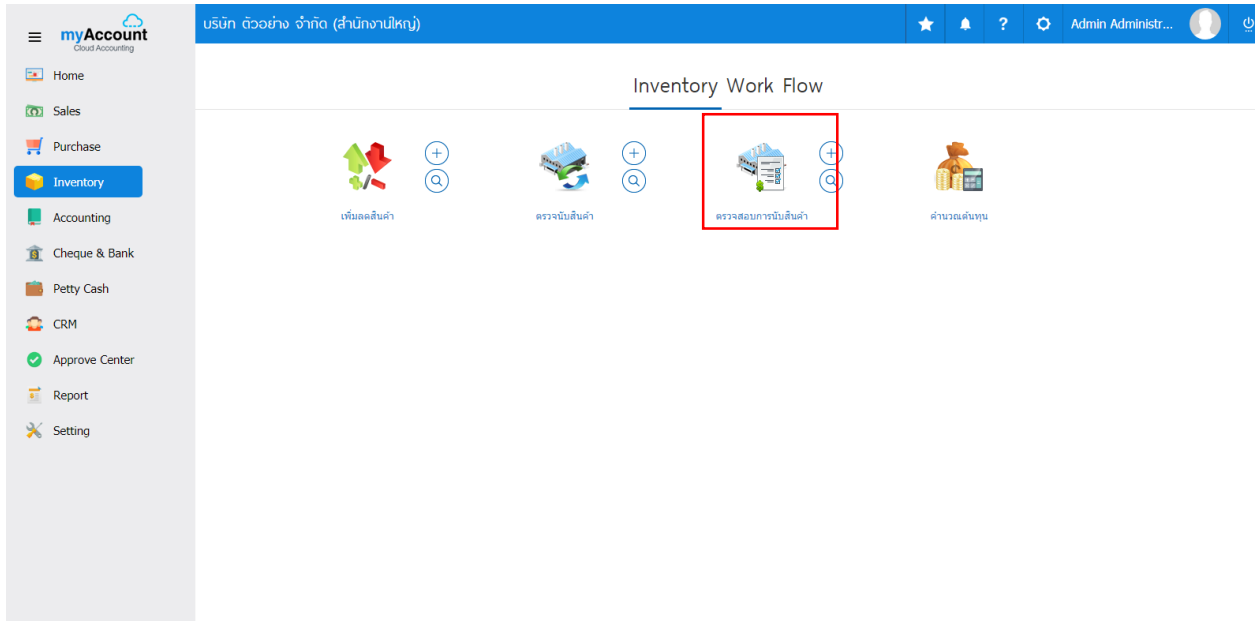 myAccount
Cloud Accounting
บริษัท ตัวอย่าง จำกัด (สำนักงานใหญ่)
?
Admin Administr...
Home
Sales
Purchase
Inventory
Accounting
Cheque & Bank
Petty Cash
CRM
Approve Center
Report
Setting
Inventory Work Flow
เพิ่มลดสินค้า
ตรวจนับสินค้า
ตรวจสอบการนับสินค้า
คำนวณต้นทุน